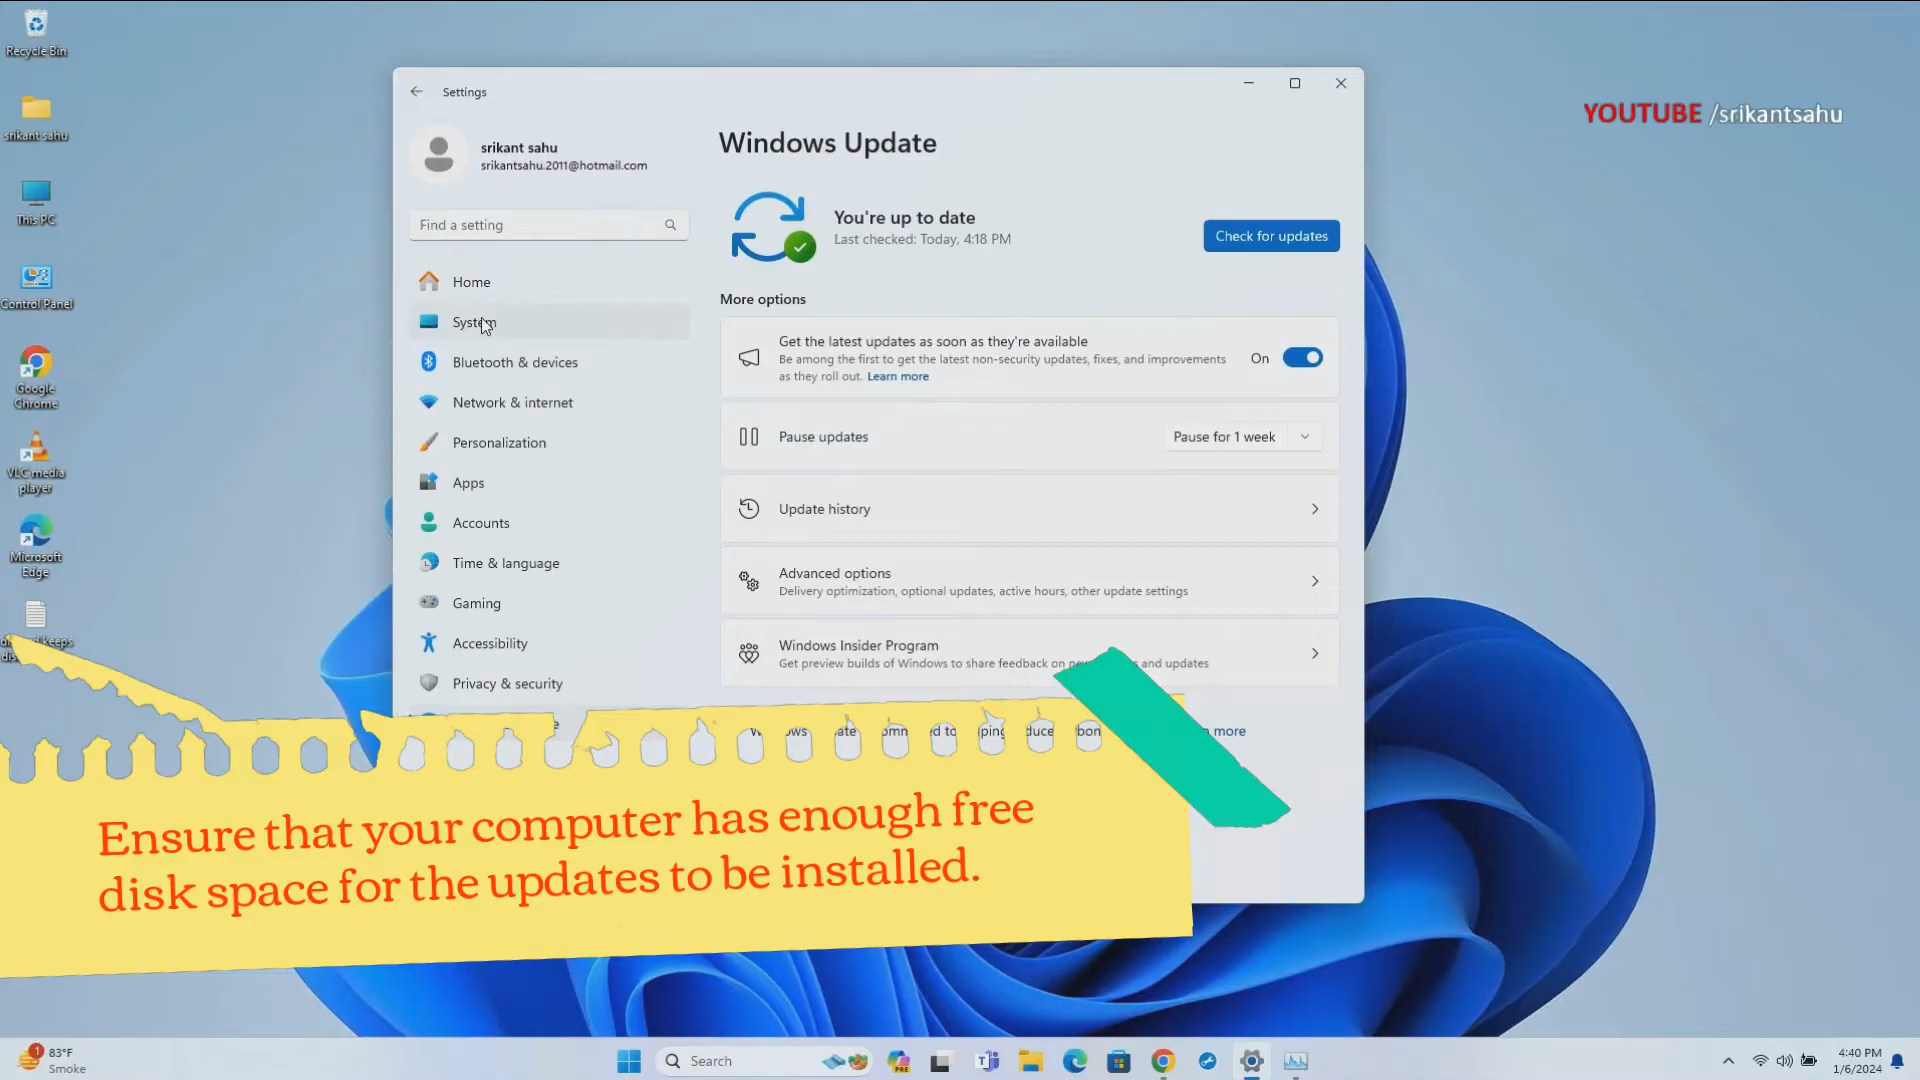 Recycle Bin
srikant sahu
This PC
Control Panel
Google
Chrome
VLC media
player
Microsoft
Edge
keeps
Settings
srikant sahu
srikantsahu.2011@hotmail.com
Find a setting
Home
System
Bluetooth & devices
Network & internet
Personalization
Apps
Accounts
Time & language
Gaming
Accessibility
Privacy & security
Windows Update
You're up to date
Last checked: Today, 4:18 PM
Check for updates
More options
Get the latest updates as soon as they're available
Be among the first to get the latest non-security updates, fixes, and improvements
as they roll out. Learn more
On
Pause updates
Pause for 1 week
Update history
Advanced options
Delivery optimization, optional updates, active hours, other update settings
Windows Insider Program
Get preview builds of Windows to share feedback on and updates
more
YOUTUBE /srikantsahu
Ensure that your computer has enough free
disk space for the updates to be installed.
1
83°F
Smoke
Search
PRE
4:40 PM
1/6/2024